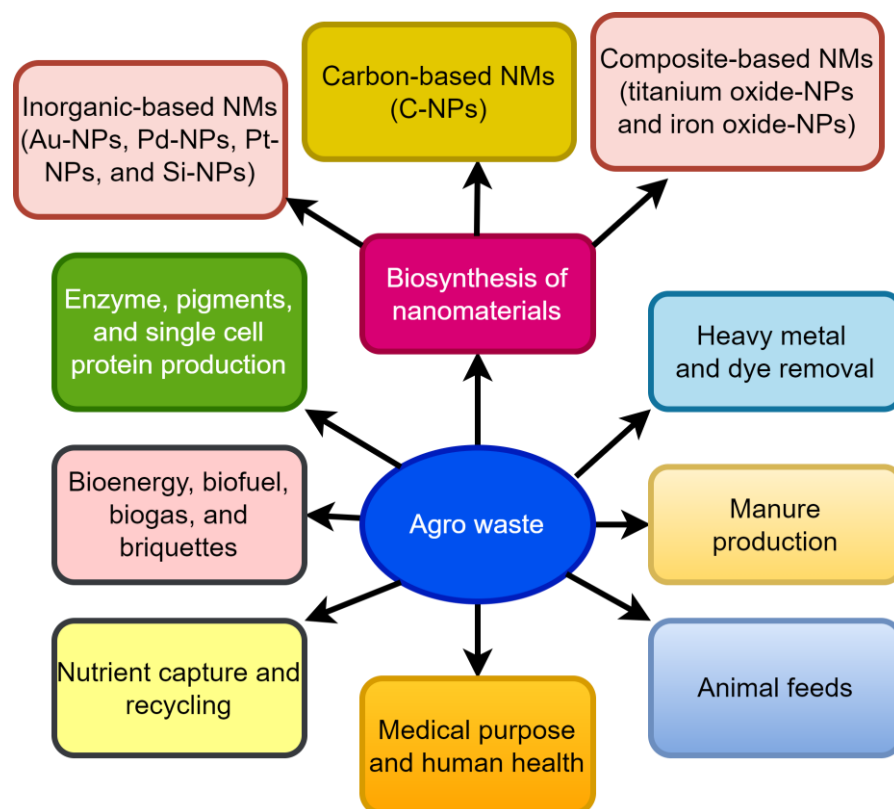 Inorganic-based NMs
(Au-NPs, Pd-NPs, Pt-
NPs, and Si-NPs)
Carbon-based NMs
(C-NPs)
Composite-based NMs
(titanium oxide-NPs
and iron oxide-NPs)
Biosynthesis of
nanomaterials
Enzyme, pigments,
and single cell
protein production
Heavy metal
and dye removal
Bioenergy, biofuel,
biogas, and
briquettes
Agro waste
Manure
production
Nutrient capture and
recycling
Medical purpose
and human health
Animal feeds